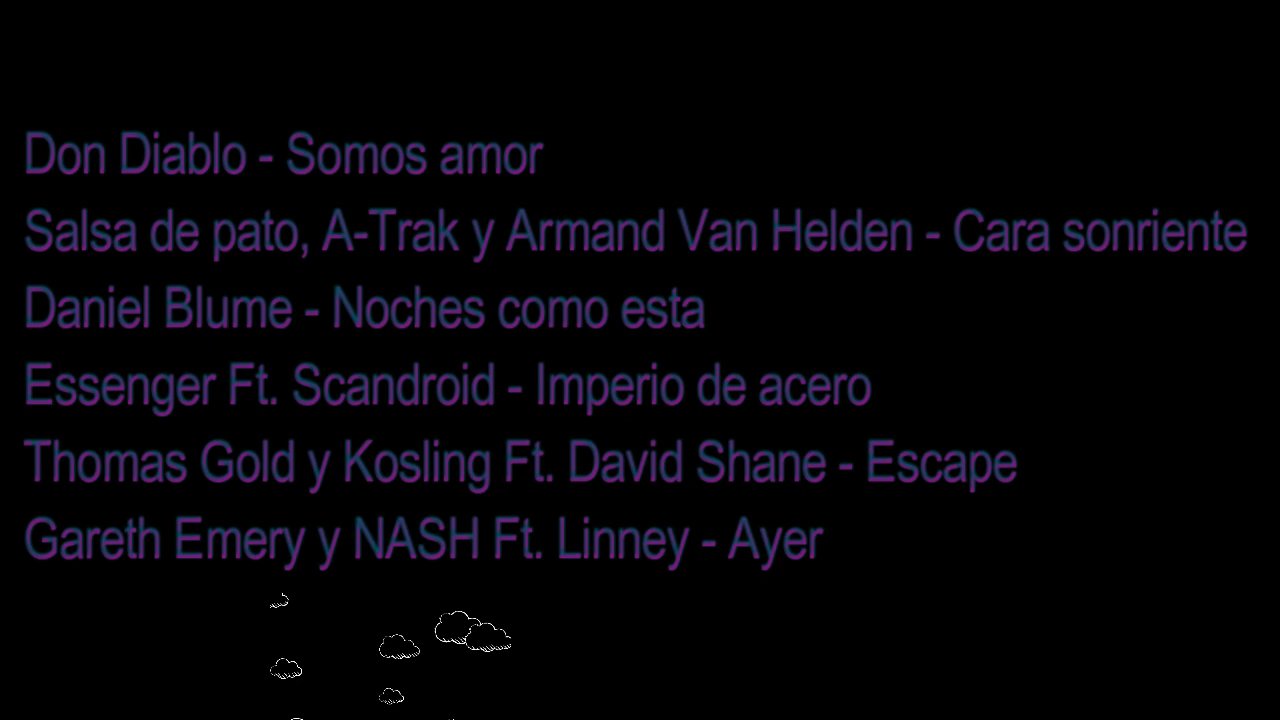 Don Diablo - Somos amor
Salsa de pato, A-Trak y Armand Van Helden - Cara sonriente
Daniel Blume - Noches como esta
Essenger Ft. Scandroid - Imperio de acero
Thomas Gold y Kosling Ft. David Shane - Escape
Gareth Emery y NASH Ft. Linney - Ayer